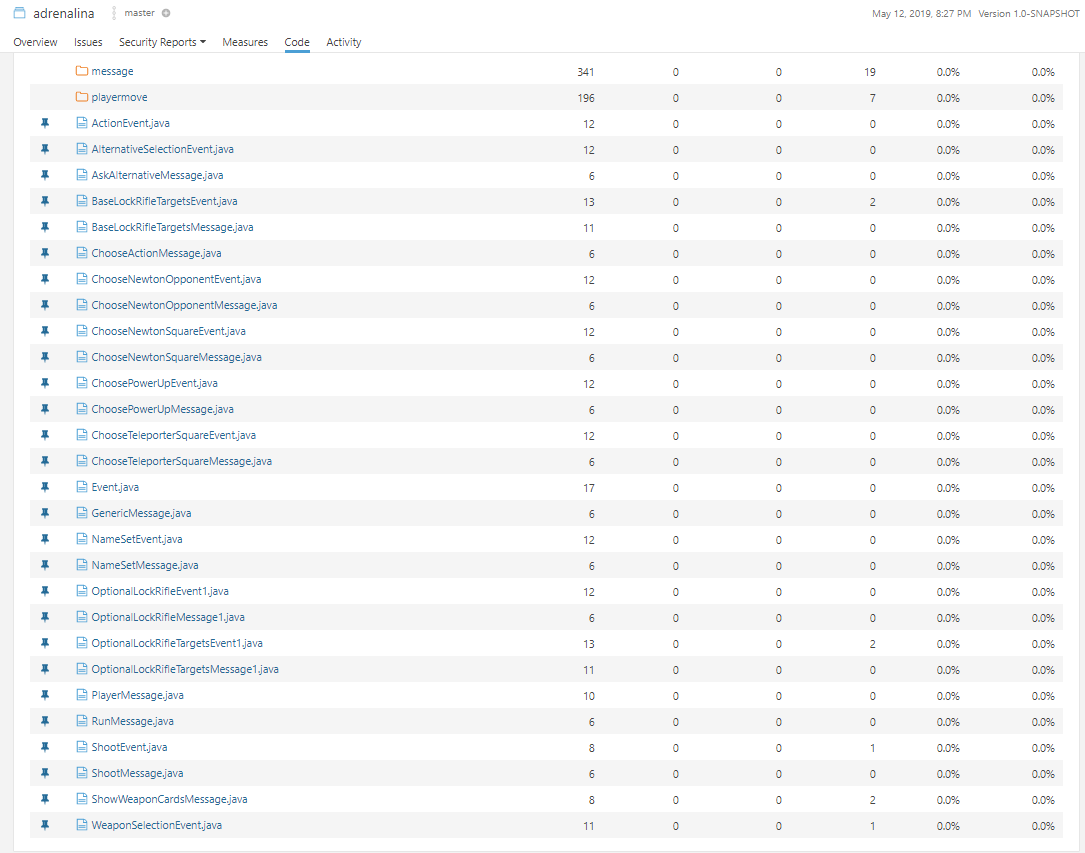 adrenalina master May 12, 2019, 8:27 PM Version 1.0-SNAPSHOT
Overview Issues Security Reports Measures Code Activity
message 341 0 0 19 0.0% 0.0%
playermove 196 0 0 7 0.0% 0.0%
ActionEvent.java 12 0 0 0 0.0% 0.0%
AlternativeSelectionEvent.java 12 0 0 0 0.0% 0.0%
AskAlternativeMessage.java 6 0 0 0 0.0% 0.0%
BaseLockRifleTargetsEvent.java 13 0 0 2 0.0% 0.0%
BaseLockRifleTargetsMessage.java 11 0 0 0 0.0% 0.0%
ChooseActionMessage.java 6 0 0 0 0.0% 0.0%
ChooseNewtonOpponentEvent.java 12 0 0 0 0.0% 0.0%
ChooseNewtonOpponentMessage.java 6 0 0 0 0.0% 0.0%
ChooseNewtonSquareEvent.java 12 0 0 0 0.0% 0.0%
ChooseNewtonSquareMessage.java 6 0 0 0 0.0% 0.0%
ChoosePowerUpEvent.java 12 0 0 0 0.0% 0.0%
ChoosePowerUpMessage.java 6 0 0 0 0.0% 0.0%
ChooseTeleporterSquareEvent.java 12 0 0 0 0.0% 0.0%
ChooseTeleporterSquareMessage.java 6 0 0 0 0.0% 0.0%
Event.java 17 0 0 0 0.0% 0.0%
GenericMessage.java 6 0 0 0 0.0% 0.0%
NameSetEvent.java 12 0 0 0 0.0% 0.0%
NameSetMessage.java 6 0 0 0 0.0% 0.0%
OptionalLockRifleEvent1.java 12 0 0 0 0.0% 0.0%
OptionalLockRifleMessage1.java 6 0 0 0 0.0% 0.0%
OptionalLockRifleTargetsEvent1.java 13 0 0 2 0.0% 0.0%
OptionalLockRifleTargetsMessage1.java 11 0 0 0 0.0% 0.0%
PlayerMessage.java 10 0 0 0 0.0% 0.0%
RunMessage.java 6 0 0 0 0.0% 0.0%
ShootEvent.java 8 0 0 1 0.0% 0.0%
ShootMessage.java 6 0 0 0 0.0% 0.0%
ShowWeaponCardsMessage.java 8 0 0 2 0.0% 0.0%
WeaponSelectionEvent.java 11 0 0 1 0.0% 0.0%